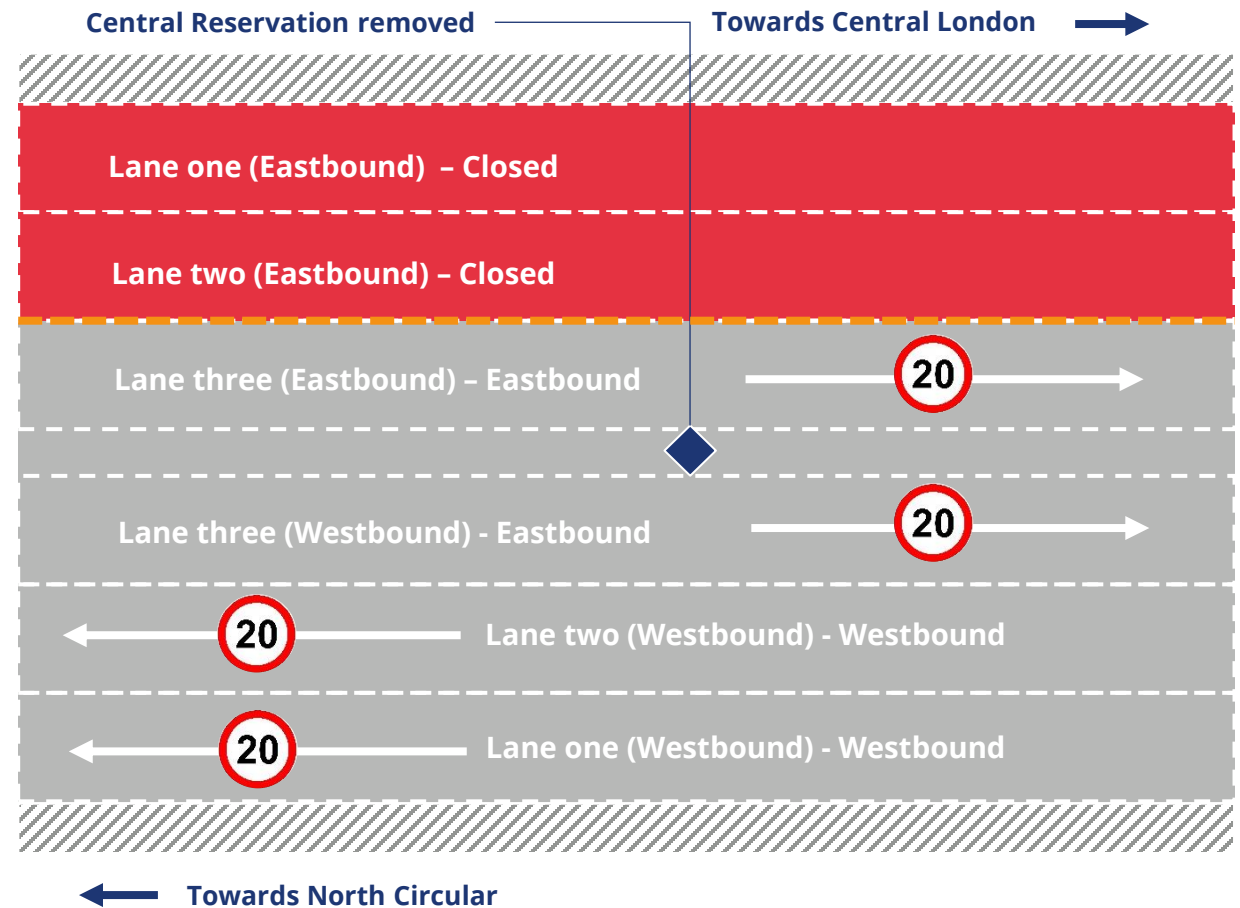 Central Reservation removed
Towards Central London
Lane one (Eastbound) – Closed
Lane two (Eastbound) – Closed
Lane three (Eastbound) – Eastbound
20
Lane three (Westbound) - Eastbound
20
20
Lane two (Westbound) - Westbound
20
Lane one (Westbound) - Westbound
Towards North Circular